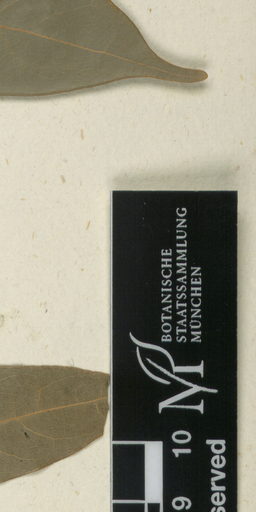 BOTANISCHE
STAATSSAMMLUNG
MÜNCHEN
9 10
served